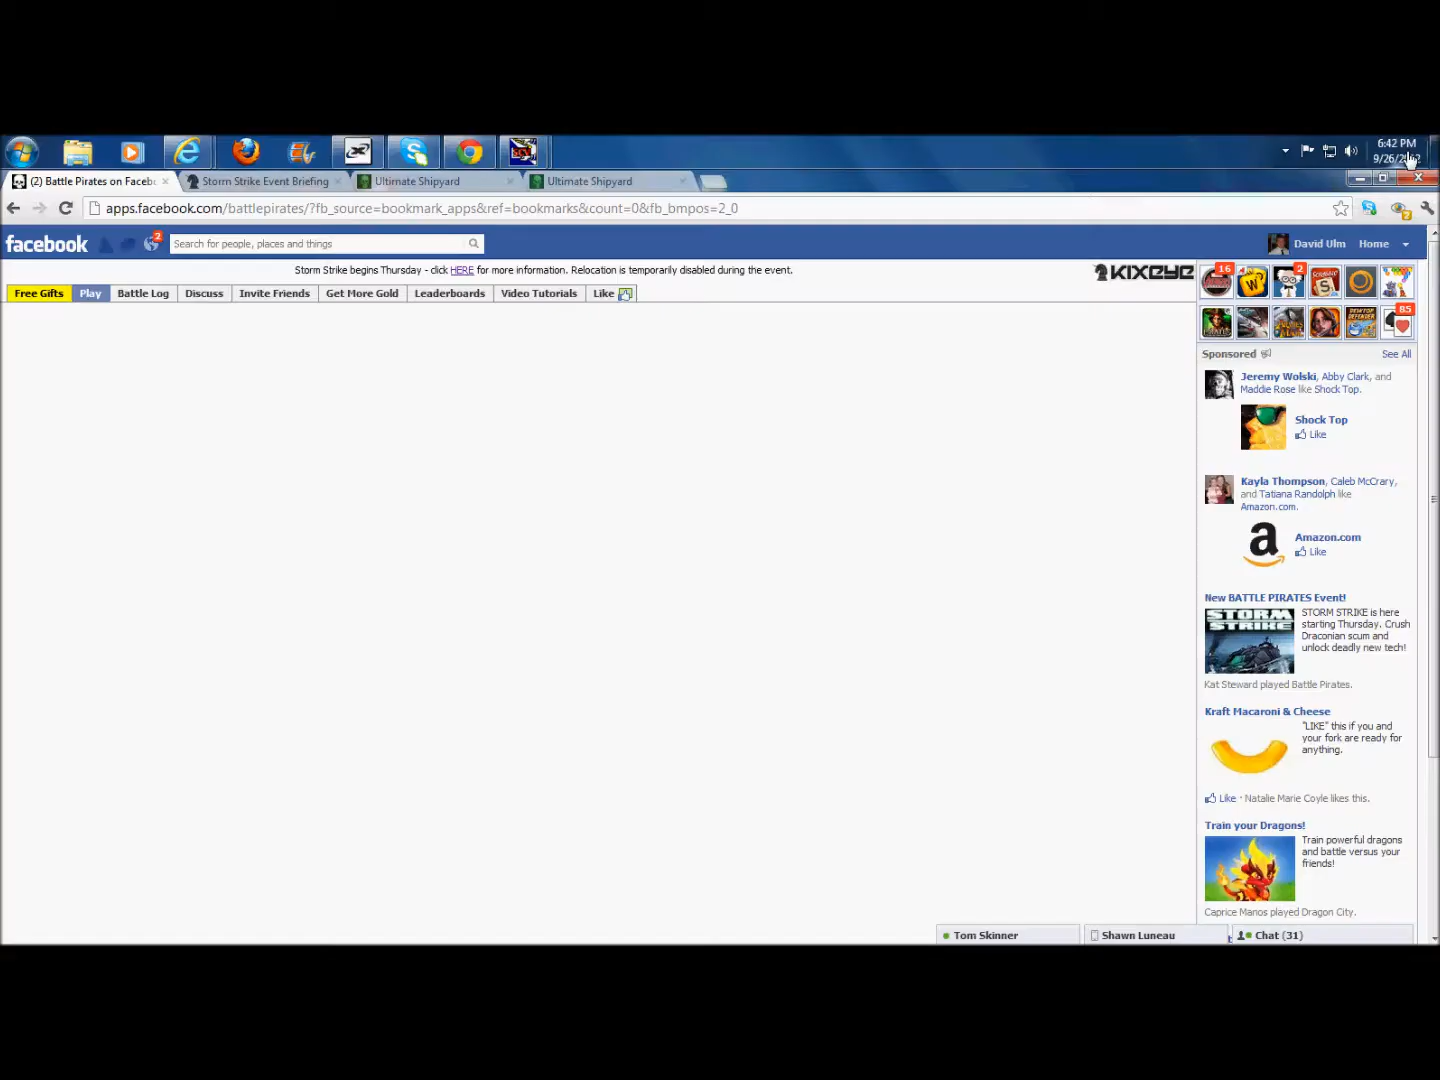 6:42 PM
(2) Battle Pirates on Faceb
Storm Strike Event Briefing
Ultimate Shipyard
Ultimate Shipyard
apps.facebook.com/battlepirates/?fb_source=bookmark_apps&ref=bookmarks&count=0&fb_bmpos=2_0
facebook
2
Search for people, places and things
David Ulm
Home
Storm Strike begins Thursday - click HERE for more information. Relocation is temporarily disabled during the event.
KIXEYE
Free Gifts
Play
Battle Log
Discuss
Invite Friends
Get More Gold
Leaderboards
Video Tutorials
Like
16
2
85
Sponsored
See All
Jeremy Wolski, Abby Clark, and
Maddie Rose like Shock Top.
Shock Top
Like
Kayla Thompson, Caleb McCrary,
and Tatiana Randolph like
Amazon.com.
Amazon.com
Like
New BATTLE PIRATES Event!
STORM STRIKE
STORM STRIKE is here
starting Thursday. Crush
Draconian scum and
unlock deadly new tech!
Kat Steward played Battle Pirates.
Kraft Macaroni & Cheese
"LIKE" this if you and
your fork are ready for
anything.
Like · Natalie Marie Coyle likes this.
Train your Dragons!
Train powerful dragons
and battle versus your
friends!
Caprice Manos played Dragon City.
Tom Skinner
Shawn Luneau
Chat (31)